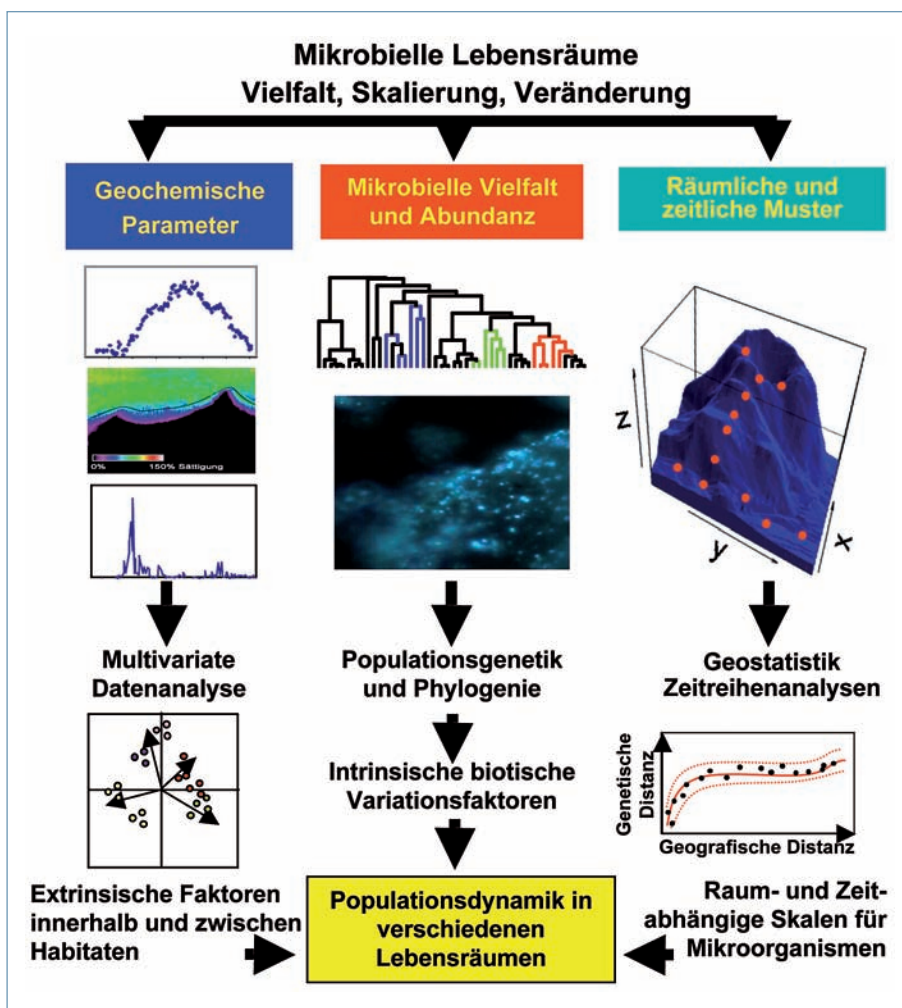 Mikrobielle Lebensräume
Vielfalt, Skalierung, Veränderung
Geochemische
Parameter
Mikrobielle Vielfalt
und Abundanz
Räumliche und
zeitliche Muster
0%
150% Sättigung
Z
y
x
Multivariate
Datenanalyse
Populationsgenetik
und Phylogenie
Geostatistik
Zeitreihenanalysen
Intrinsische biotische
Variationsfaktoren
Genetische
Distanz
Geografische Distanz
Extrinsische Faktoren
innerhalb und zwischen
Habitaten
Populationsdynamik in
verschiedenen
Lebensräumen
Raum- und Zeit-
abhängige Skalen für
Mikroorganismen